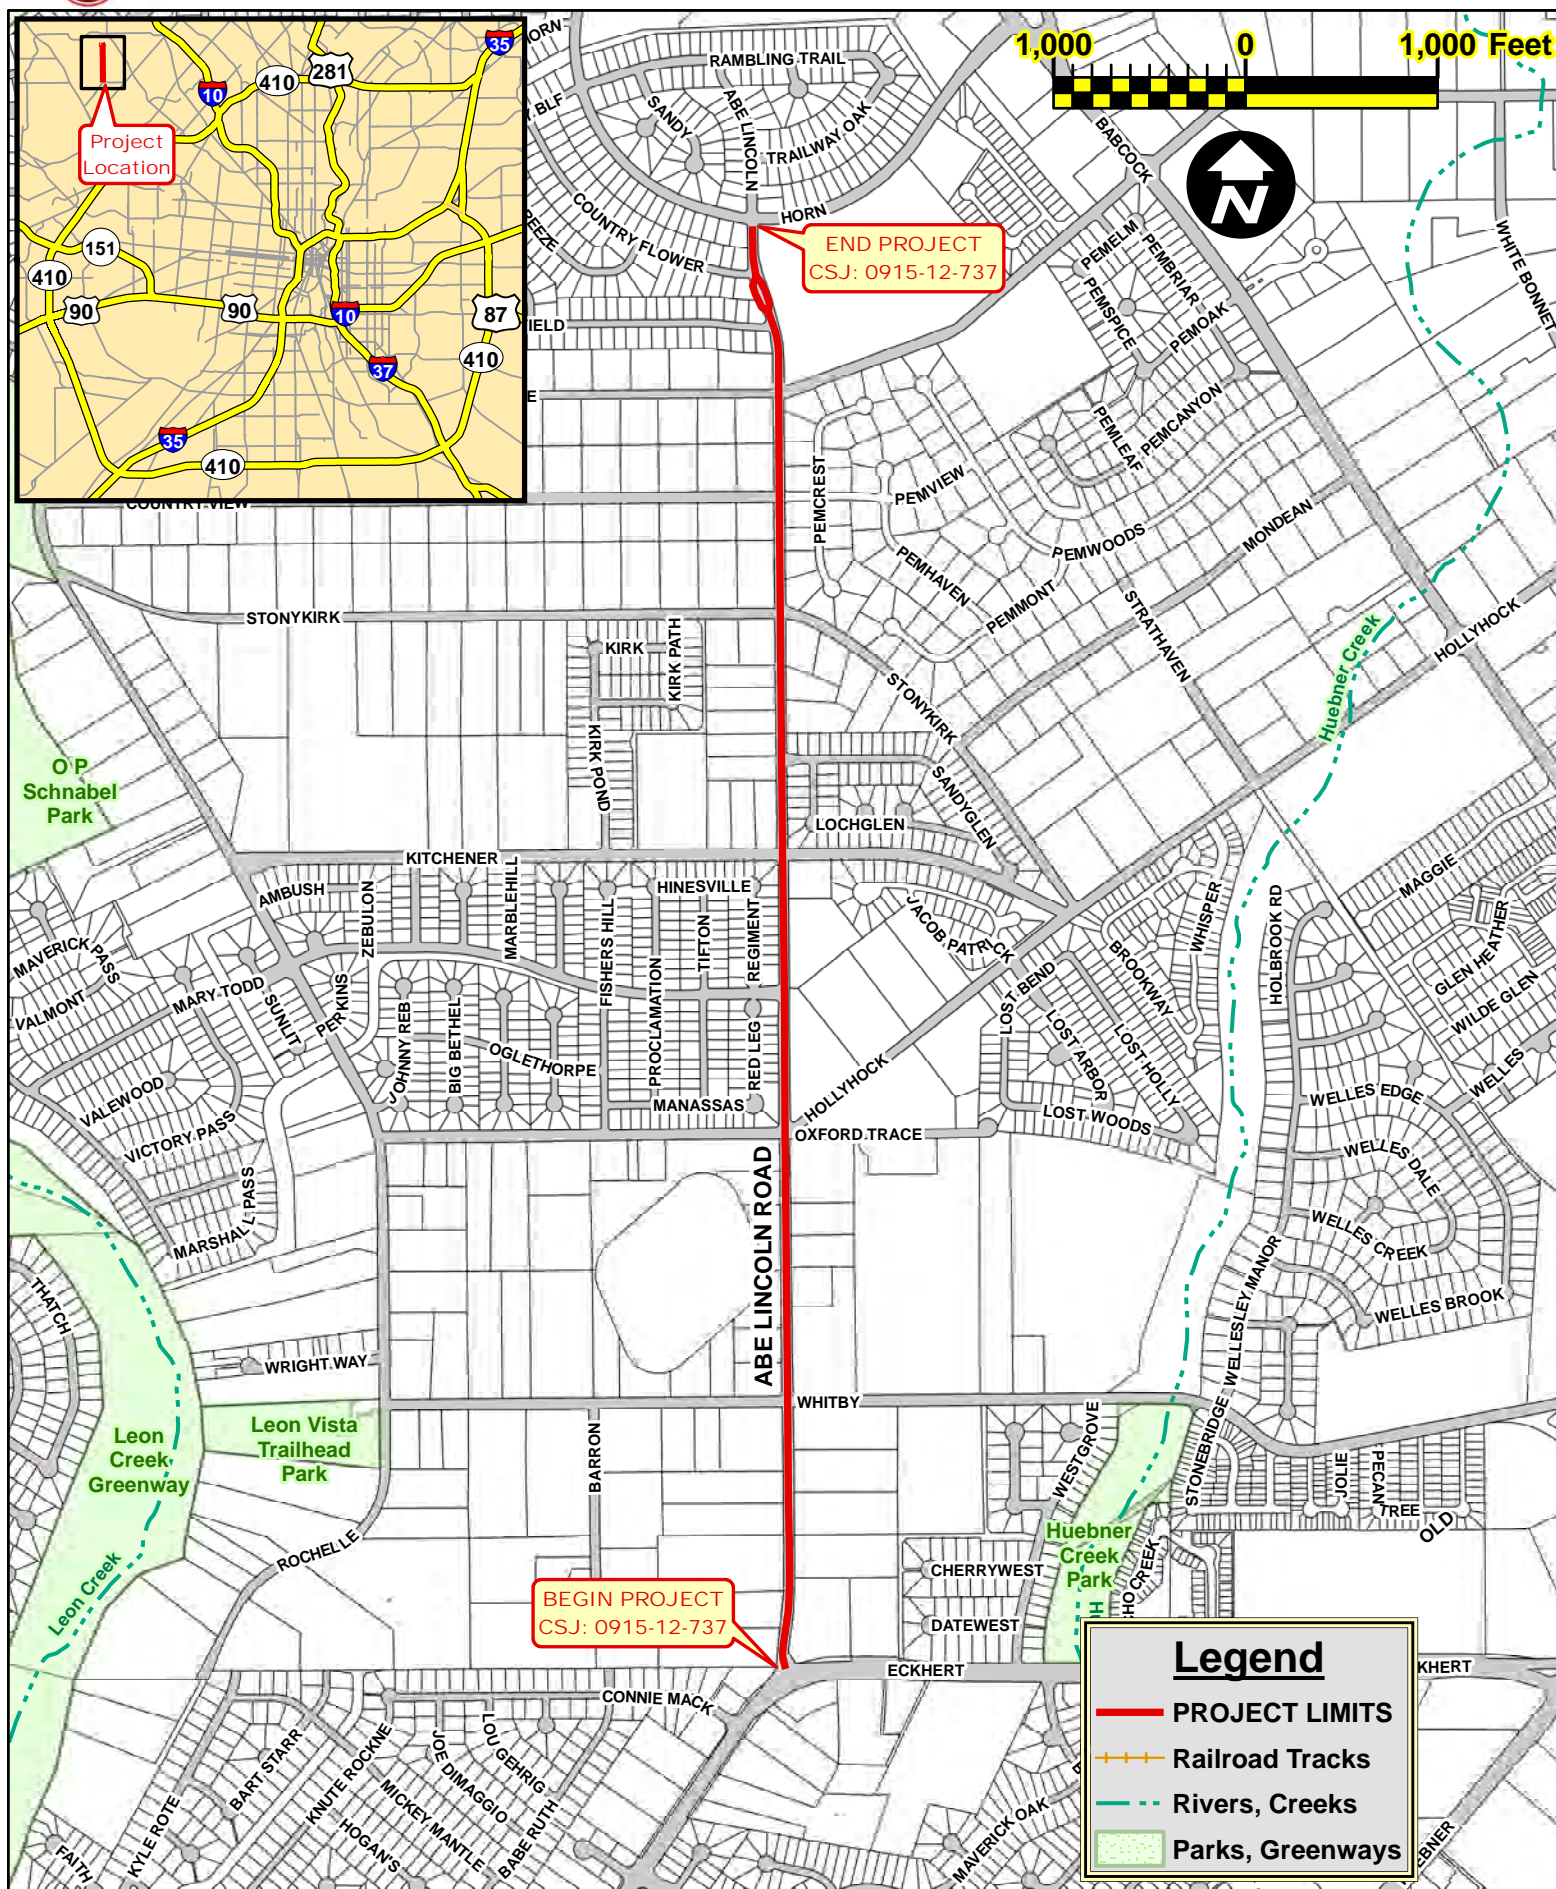 1,000 0 1,000 Feet
35
281
410
10
Project
Location
151
410
90
90
10
87
410
37
35
410
RAMBLING TRAIL
ABE LINCOLN
SANDY
TRAILWAY OAK
BLF
HORN
BABCOCK
N
COUNTRY FLOWER
END PROJECT
CSJ: 0915-12-737
PEMELM
PEMBRIAR
WHITE BONNET
PEMSPICE
PEMOAK
PEMLEAF
PEMCANYON
PEMCREST
PEMVIEW
COUNTRY VIEW
PEMWOODS
MONDEAN
PEMHAVEN
PEMMONT
STRATHAVEN
STONYKIRK
KIRK
KIRK PATH
KIRK POND
STONYKIRK
HOLLYHOCK
Huebner Creek
O P
Schnabel
Park
SANDYGLEN
LOCHGLEN
KITCHENER
AMBUSH
ZEBULON
MARBLEHILL
FISHERS HILL
HINESVILLE
PROCLAMATION
TIFTON
REGIMENT
JACOB PATRICK
WHISPER
BROOKWAY
HOLBROOK RD
MAGGIE
GLEN HEATHER
WILDE GLEN
MAVERICK PASS
VALMONT
MARY TODD
SUNLIT
PERKINS
JOHNNY REB
BIG BETHEL
OGLETHORPE
RED LEG
MANASSAS
HOLLYHOCK
LOST BEND
LOST ARBOR
LOST HOLLY
LOST WOODS
WELLES
WELLES EDGE
WELLES DALE
WELLES CREEK
WELLES BROOK
WELLESLEY MANOR
VALEWOOD
VICTORY PASS
MARSHALL PASS
OXFORD TRACE
ABE LINCOLN ROAD
THATCH
WRIGHT WAY
WHITBY
Leon
Creek
Greenway
Leon Vista
Trailhead
Park
BARRON
WESTGROVE
STONEBRIDGE
JOLIE
PECAN
TREE
OLD
Huebner
Creek
Park
CHERRYWEST
DATEWEST
ROCHELLE
Leon Creek
BEGIN PROJECT
CSJ: 0915-12-737
ECKHERT
CONNIE MACK
BART STARR
KNUTE ROCKNE
JOE DIMAGGIO
LOU GEHRIG
MICKEY MANTLE
BABE RUTH
HOGAN'S
KYLE ROTE
FAITH
MAVERICK OAK
Legend
PROJECT LIMITS
Railroad Tracks
Rivers, Creeks
Parks, Greenways